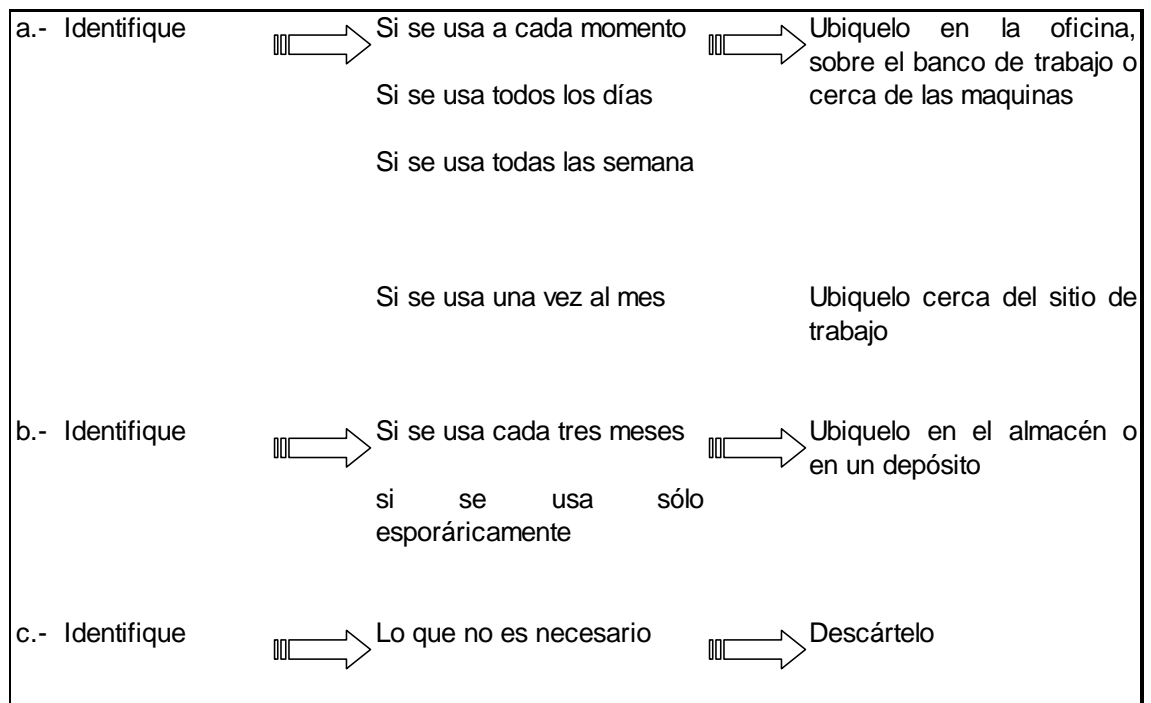 a.- Identifique
Si se usa a cada momento
Ubiquelo en la oficina,
sobre el banco de trabajo o
cerca de las maquinas
Si se usa todos los días
Si se usa todas las semana
Si se usa una vez al mes
Ubiquelo cerca del sitio de
trabajo
b.- Identifique
Si se usa cada tres meses
Ubiquelo en el almacén o
en un depósito
si se usa sólo
esporáricamente
c.- Identifique
Lo que no es necesario
Descártelo